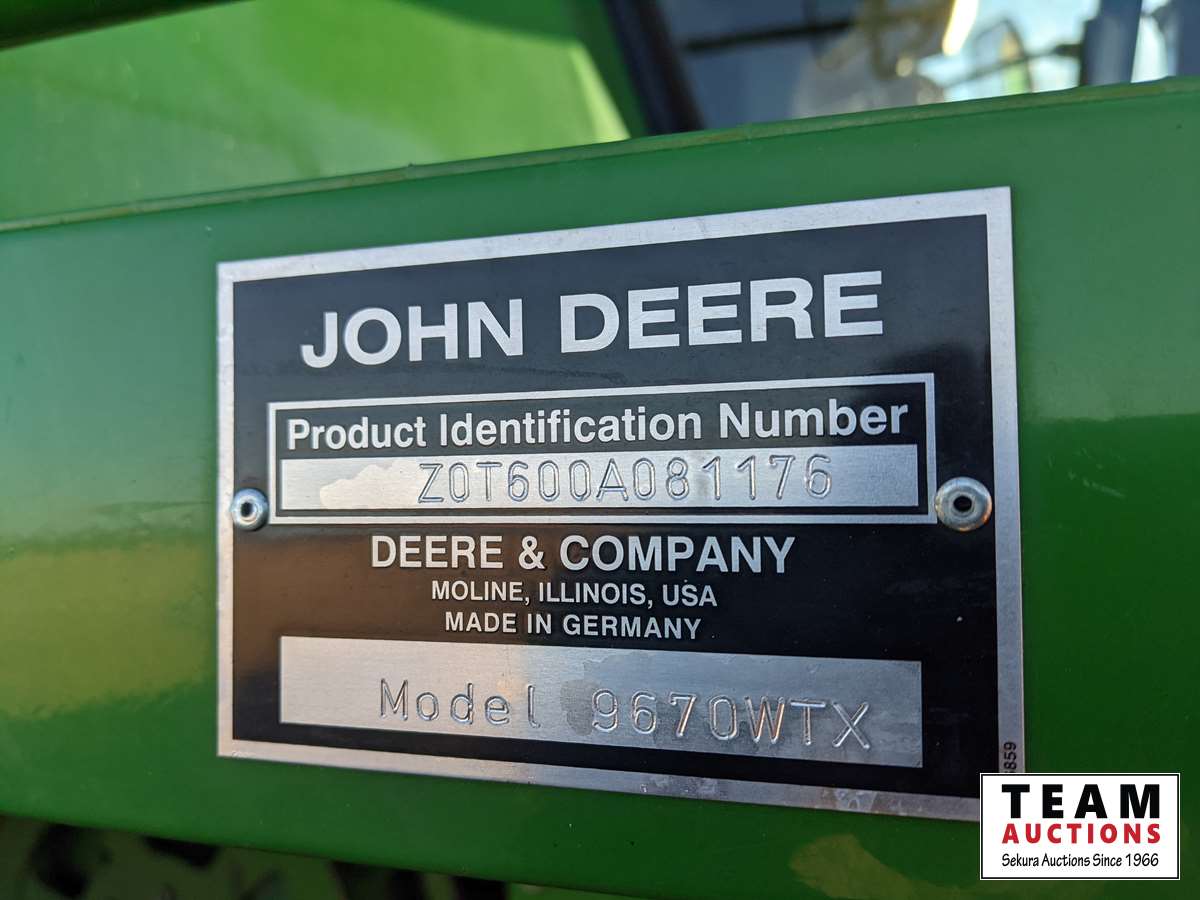 JOHN DEERE
Product Identification Number
Z0T600A081176
DEERE & COMPANY
MOLINE, ILLINOIS, USA
MADE IN GERMANY
Model 9670WTX
TEAM
AUCTIONS
Sekura Auctions Since 1966